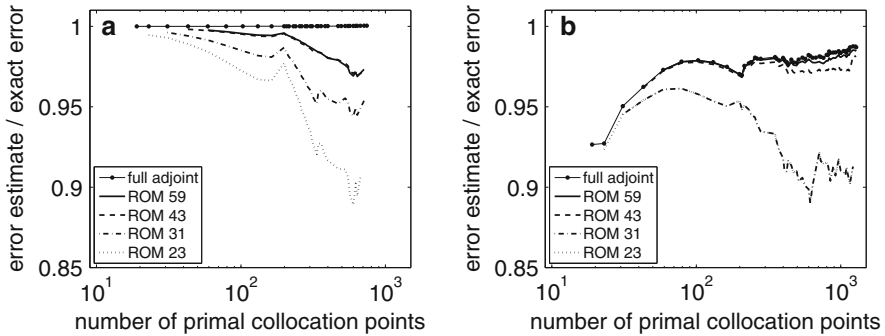 a
error estimate / exact error
1
0.95
0.9
0.85
full adjoint
ROM 59
ROM 43
ROM 31
ROM 23
10^1
10^2
10^3
number of primal collocation points
b
error estimate / exact error
1
0.95
0.9
0.85
full adjoint
ROM 59
ROM 43
ROM 31
ROM 23
10^1
10^2
10^3
number of primal collocation points